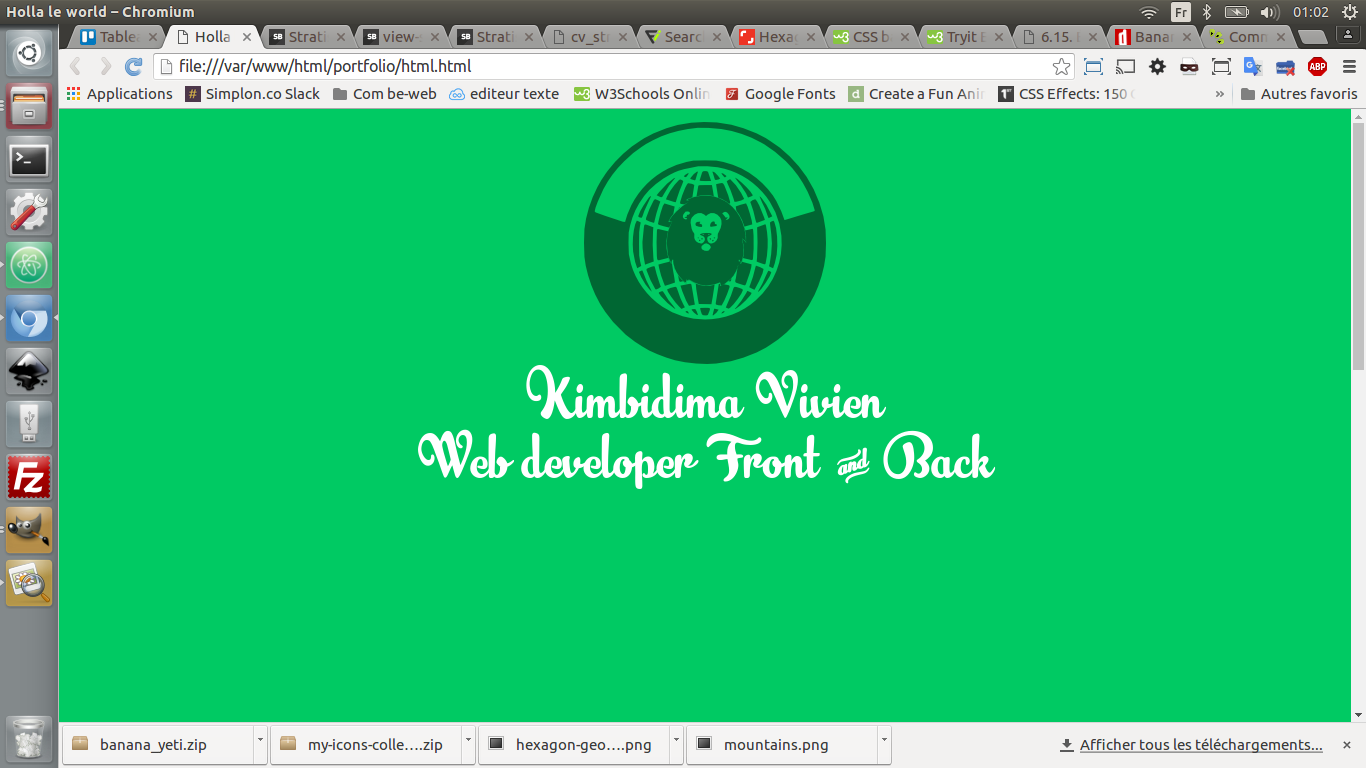 Holla le world – Chromium
Fr
01:02
Table
Holla
Strati
view-
Strati
cv_str
Searc
Hexa
CSS b
Tryit E
6.15.
Banar
Comm
file:///var/www/html/portfolio/html.html
ABP
Applications
Simplon.co Slack
Com be-web
editeur texte
W3Schools Onlin
Google Fonts
Create a Fun Ani
CSS Effects: 150
»
Autres favoris
Kimbidima Vivien
Web developer Front and Back
banana_yeti.zip
my-icons-colle....zip
hexagon-geo....png
mountains.png
Afficher tous les téléchargements...